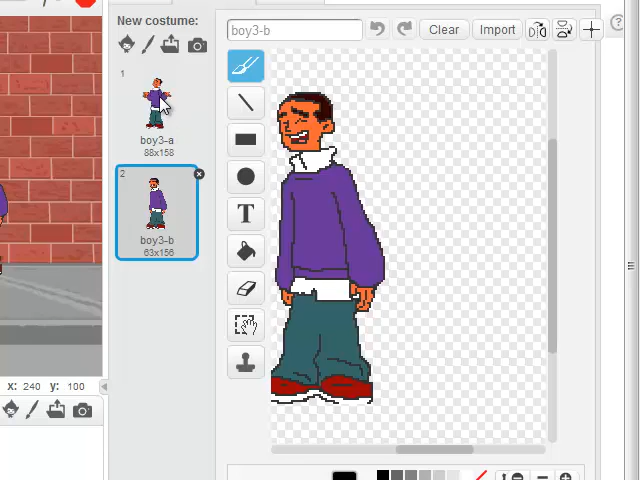 New costume:
boy3-b
Clear
Import
?
1
boy3-a
88x158
2
boy3-b
63x156
T
x: 240 y: 100